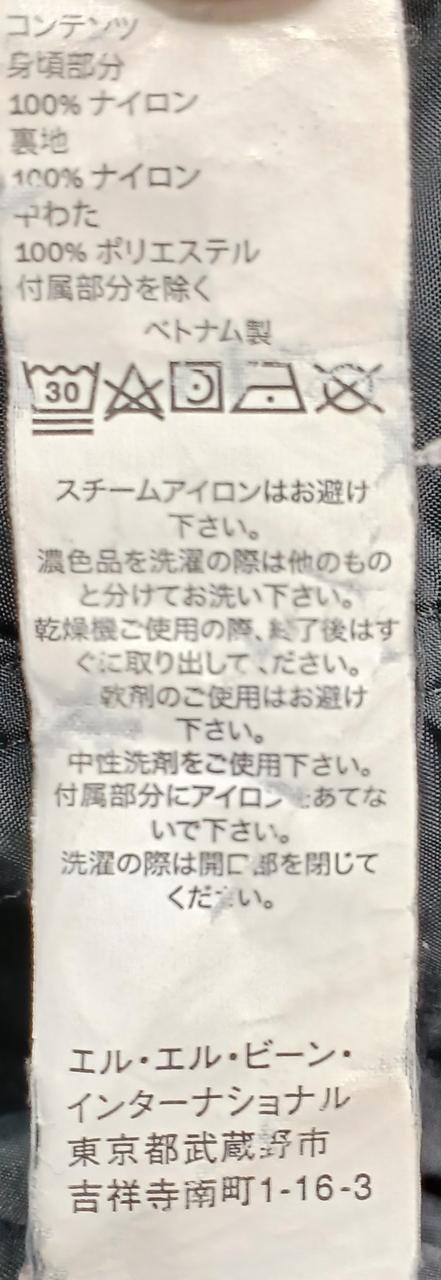 コンテンツ
身頃部分
100% ナイロン
裏地
100% ナイロン
中わた
100% ポリエステル
付属部分を除く
ベトナム製
30
スチームアイロンはお避け
下さい。
濃色品を洗濯の際は他のもの
と分けてお洗い下さい。
乾燥機ご使用の際、終了後はす
ぐに取り出して ださい。
軟剤のご使用はお避け
下さい。
中性洗剤をご使用下さい。
付属部分にアイロン あてな
いで下さい。
洗濯の際は開口部を閉じて
ください。
エル・エル・ビーン・
インターナショナル
東京都武蔵野市
吉祥寺南町1-16-3